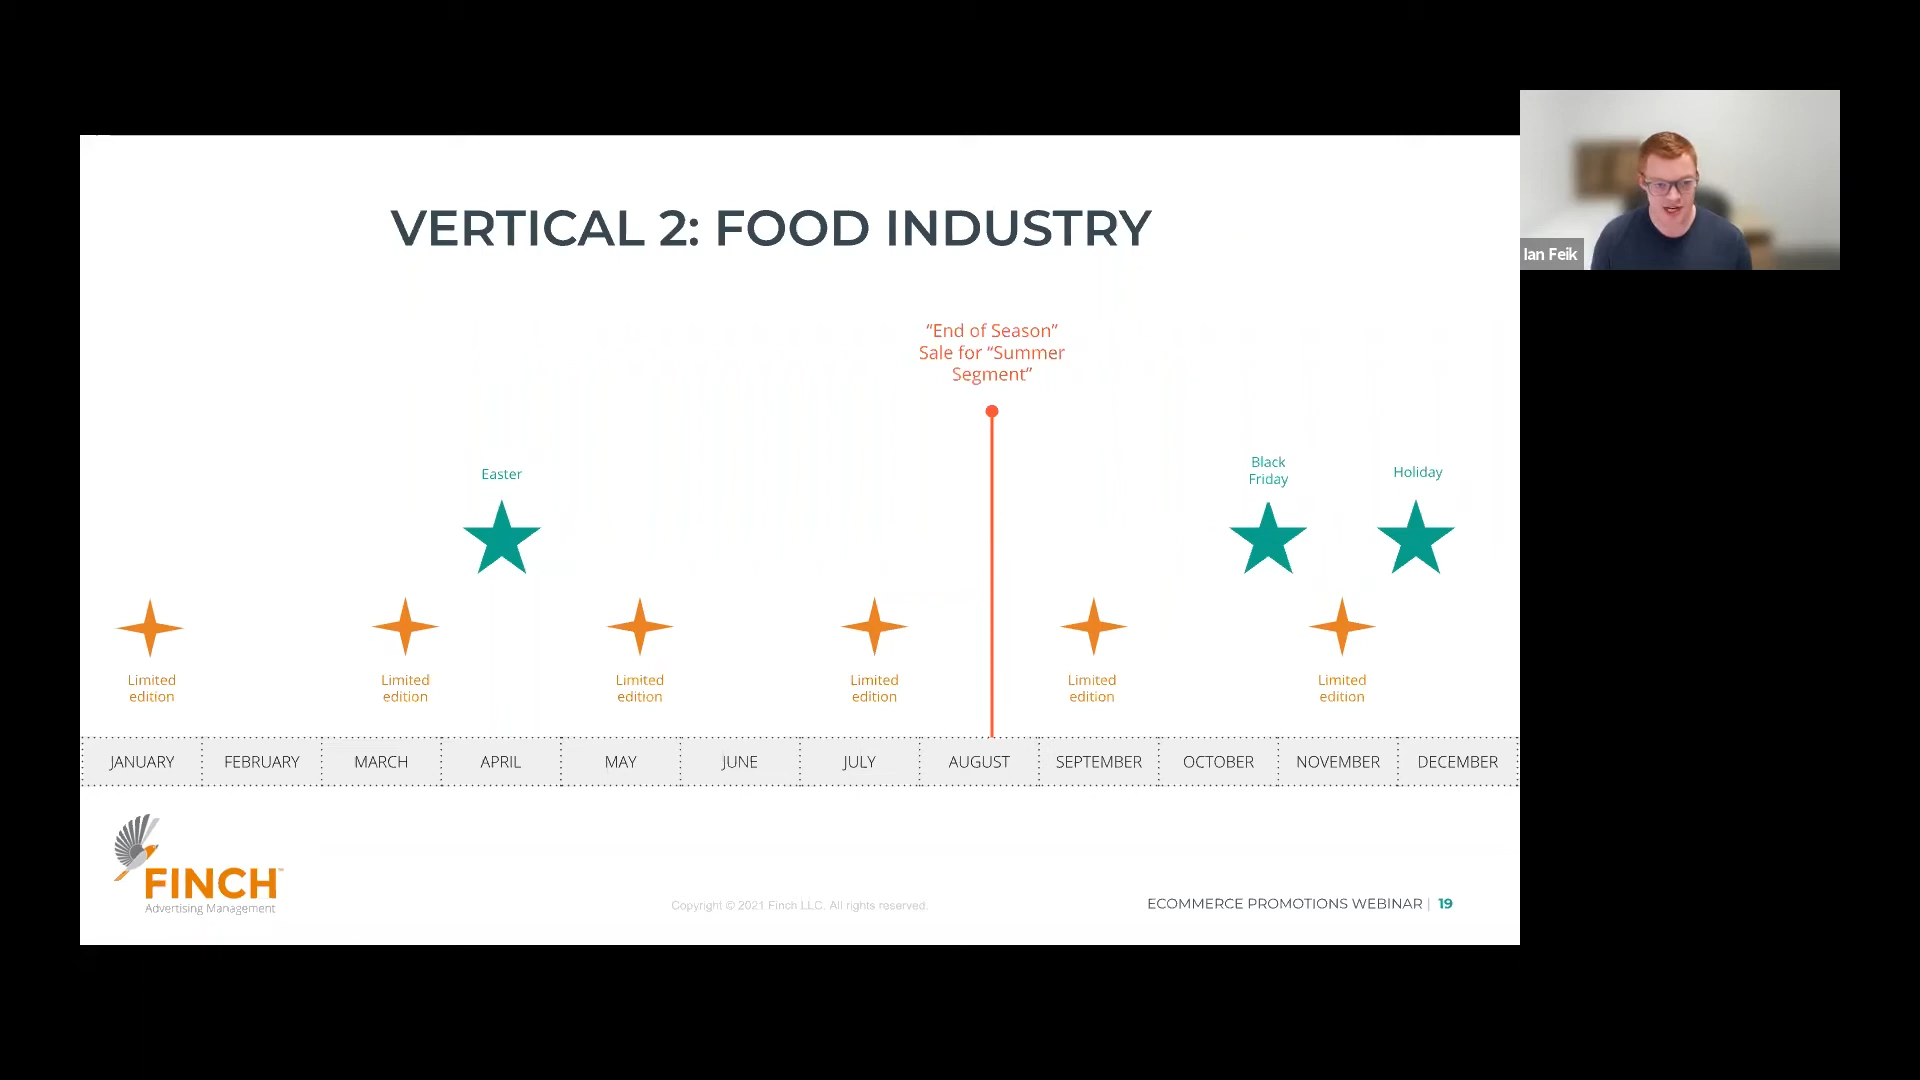 Ian Feik
VERTICAL 2: FOOD INDUSTRY
“End of Season”
Sale for “Summer
Segment”
Easter
Black
Friday
Holiday
Limited
edition
Limited
edition
Limited
edition
Limited
edition
Limited
edition
Limited
edition
JANUARY
FEBRUARY
MARCH
APRIL
MAY
JUNE
JULY
AUGUST
SEPTEMBER
OCTOBER
NOVEMBER
DECEMBER
FINCH™
Advertising Management
Copyright © 2021 Finch LLC. All rights reserved.
ECOMMERCE PROMOTIONS WEBINAR | 19